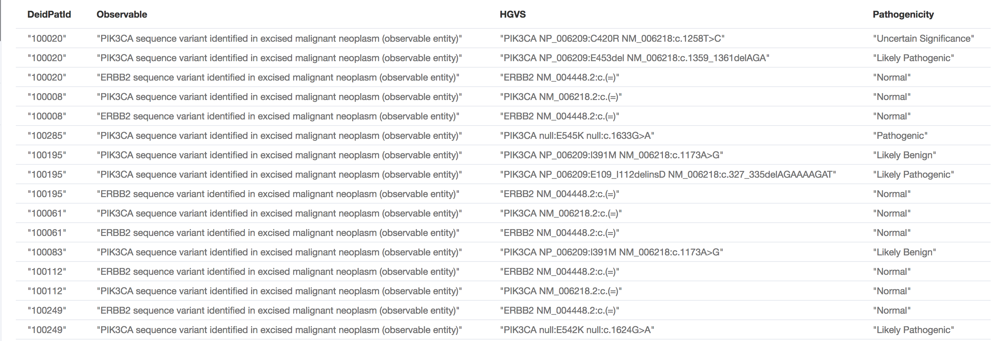 DeidPatId Observable HGVS Pathogenicity
"100020" "PIK3CA sequence variant identified in excised malignant neoplasm (observable entity)" "PIK3CA NP_006209:C420R NM_006218:c.1258T>C" "Uncertain Significance"
"100020" "PIK3CA sequence variant identified in excised malignant neoplasm (observable entity)" "PIK3CA NP_006209:E453del NM_006218:c.1359_1361delAGA" "Likely Pathogenic"
"100020" "ERBB2 sequence variant identified in excised malignant neoplasm (observable entity)" "ERBB2 NM_004448.2:c.(=)" "Normal"
"100008" "PIK3CA sequence variant identified in excised malignant neoplasm (observable entity)" "PIK3CA NM_006218.2:c.(=)" "Normal"
"100008" "ERBB2 sequence variant identified in excised malignant neoplasm (observable entity)" "ERBB2 NM_004448.2:c.(=)" "Normal"
"100285" "PIK3CA sequence variant identified in excised malignant neoplasm (observable entity)" "PIK3CA null:E545K null:c.1633G>A" "Pathogenic"
"100195" "PIK3CA sequence variant identified in excised malignant neoplasm (observable entity)" "PIK3CA NP_006209:I391M NM_006218:c.1173A>G" "Likely Benign"
"100195" "PIK3CA sequence variant identified in excised malignant neoplasm (observable entity)" "PIK3CA NP_006209:E109_I112delinsD NM_006218:c.327_335delAGAAAAGAT" "Likely Pathogenic"
"100195" "ERBB2 sequence variant identified in excised malignant neoplasm (observable entity)" "ERBB2 NM_004448.2:c.(=)" "Normal"
"100061" "PIK3CA sequence variant identified in excised malignant neoplasm (observable entity)" "PIK3CA NM_006218.2:c.(=)" "Normal"
"100061" "ERBB2 sequence variant identified in excised malignant neoplasm (observable entity)" "ERBB2 NM_004448.2:c.(=)" "Normal"
"100083" "PIK3CA sequence variant identified in excised malignant neoplasm (observable entity)" "PIK3CA NP_006209:I391M NM_006218:c.1173A>G" "Likely Benign"
"100112" "ERBB2 sequence variant identified in excised malignant neoplasm (observable entity)" "ERBB2 NM_004448.2:c.(=)" "Normal"
"100112" "PIK3CA sequence variant identified in excised malignant neoplasm (observable entity)" "PIK3CA NM_006218.2:c.(=)" "Normal"
"100249" "ERBB2 sequence variant identified in excised malignant neoplasm (observable entity)" "ERBB2 NM_004448.2:c.(=)" "Normal"
"100249" "PIK3CA sequence variant identified in excised malignant neoplasm (observable entity)" "PIK3CA null:E542K null:c.1624G>A" "Likely Pathogenic"